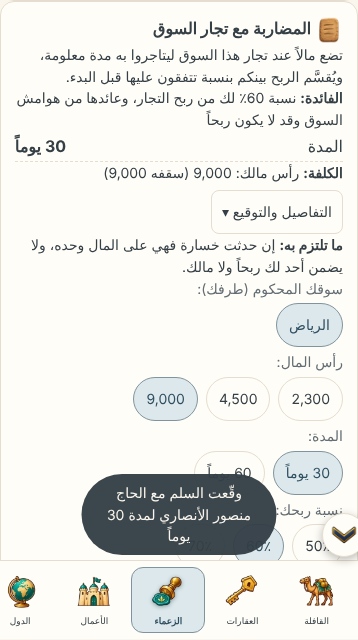 المضاربة مع تجار السوق
تضع مالاً عند تجار هذا السوق ليتاجروا به مدة معلومة،
ويُقسَّم الربح بينكم بنسبة تتفقون عليها قبل البدء.
الفائدة: نسبة 60٪ لك من ربح التجار، وعائدها من هوامش
السوق وقد لا يكون ربحاً
المدة 30 يوماً
الكلفة: رأس مالك: 9,000 (سقفه 9,000)
التفاصيل والتوقيع ▾
ما تلتزم به: إن حدثت خسارة فهي على المال وحده، ولا
يضمن أحد لك ربحاً ولا مالك.
سوقك المحكوم (طرفك):
الرياض
رأس المال:
2,300 4,500 9,000
المدة:
30 يوماً 60 يوماً
وقّعت السلم مع الحاج
منصور الأنصاري لمدة 30
يوماً
نسبة ربحك:
50٪ 60٪
القافلة العقارات الزعماء الأعمال الدول